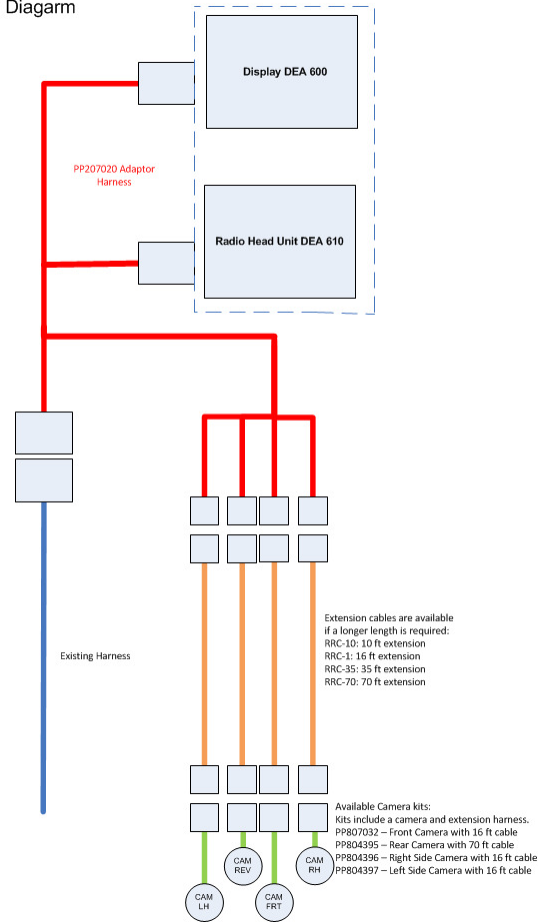 Diagarm
Display DEA 600
PP207020 Adaptor
Harness
Radio Head Unit DEA 610
Extension cables are available
if a longer length is required:
RRC-10: 10 ft extension
RRC-1: 16 ft extension
RRC-35: 35 ft extension
RRC-70: 70 ft extension
Existing Harness
Available Camera kits:
Kits include a camera and extension harness.
PP807032 – Front Camera with 16 ft cable
PP804395 – Rear Camera with 70 ft cable
PP804396 – Right Side Camera with 16 ft cable
PP804397 – Left Side Camera with 16 ft cable
CAM
REV
CAM
RH
CAM
LH
CAM
FRT